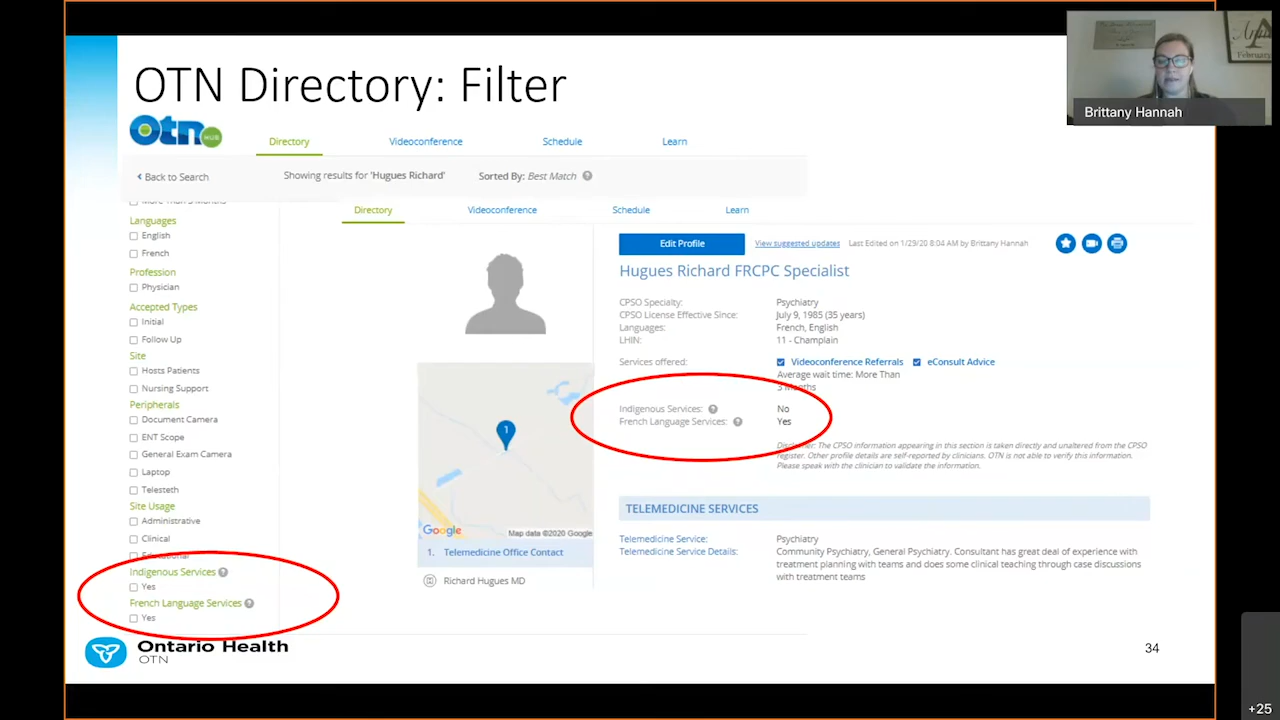 OTN Directory: Filter
Brittany Hannah
otn HUB
Directory Videoconference Schedule Learn
Back to Search Showing results for 'Hugues Richard' Sorted By: Best Match
Directory Videoconference Schedule Learn
Languages
English
French
Profession
Physician
Accepted Types
Initial
Follow Up
Site
Hosts Patients
Nursing Support
Peripherals
Document Camera
ENT Scope
General Exam Camera
Laptop
Telesteth
Site Usage
Administrative
Clinical
Educational
Indigenous Services
Yes
French Language Services
Yes
1
Google
Map data ©2020 Google
1. Telemedicine Office Contact
Richard Hugues MD
Edit Profile View suggested updates Last Edited on 1/29/20 8:04 AM by Brittany Hannah
Hugues Richard FRCPC Specialist
CPSO Specialty: Psychiatry
CPSO License Effective Since: July 9, 1985 (35 years)
Languages: French, English
LHIN: 11 - Champlain
Services offered: Videoconference Referrals eConsult Advice
Average wait time: More Than
3 Months
Indigenous Services: No
French Language Services: Yes
Disclaimer: The CPSO information appearing in this section is taken directly and unaltered from the CPSO
register. Other profile details are self-reported by clinicians. OTN is not able to verify this information.
Please speak with the clinician to validate the information.
TELEMEDICINE SERVICES
Telemedicine Service: Psychiatry
Telemedicine Service Details: Community Psychiatry, General Psychiatry. Consultant has great deal of experience with
treatment planning with teams and does some clinical teaching through case discussions
with treatment teams
Ontario Health
OTN
34
+25